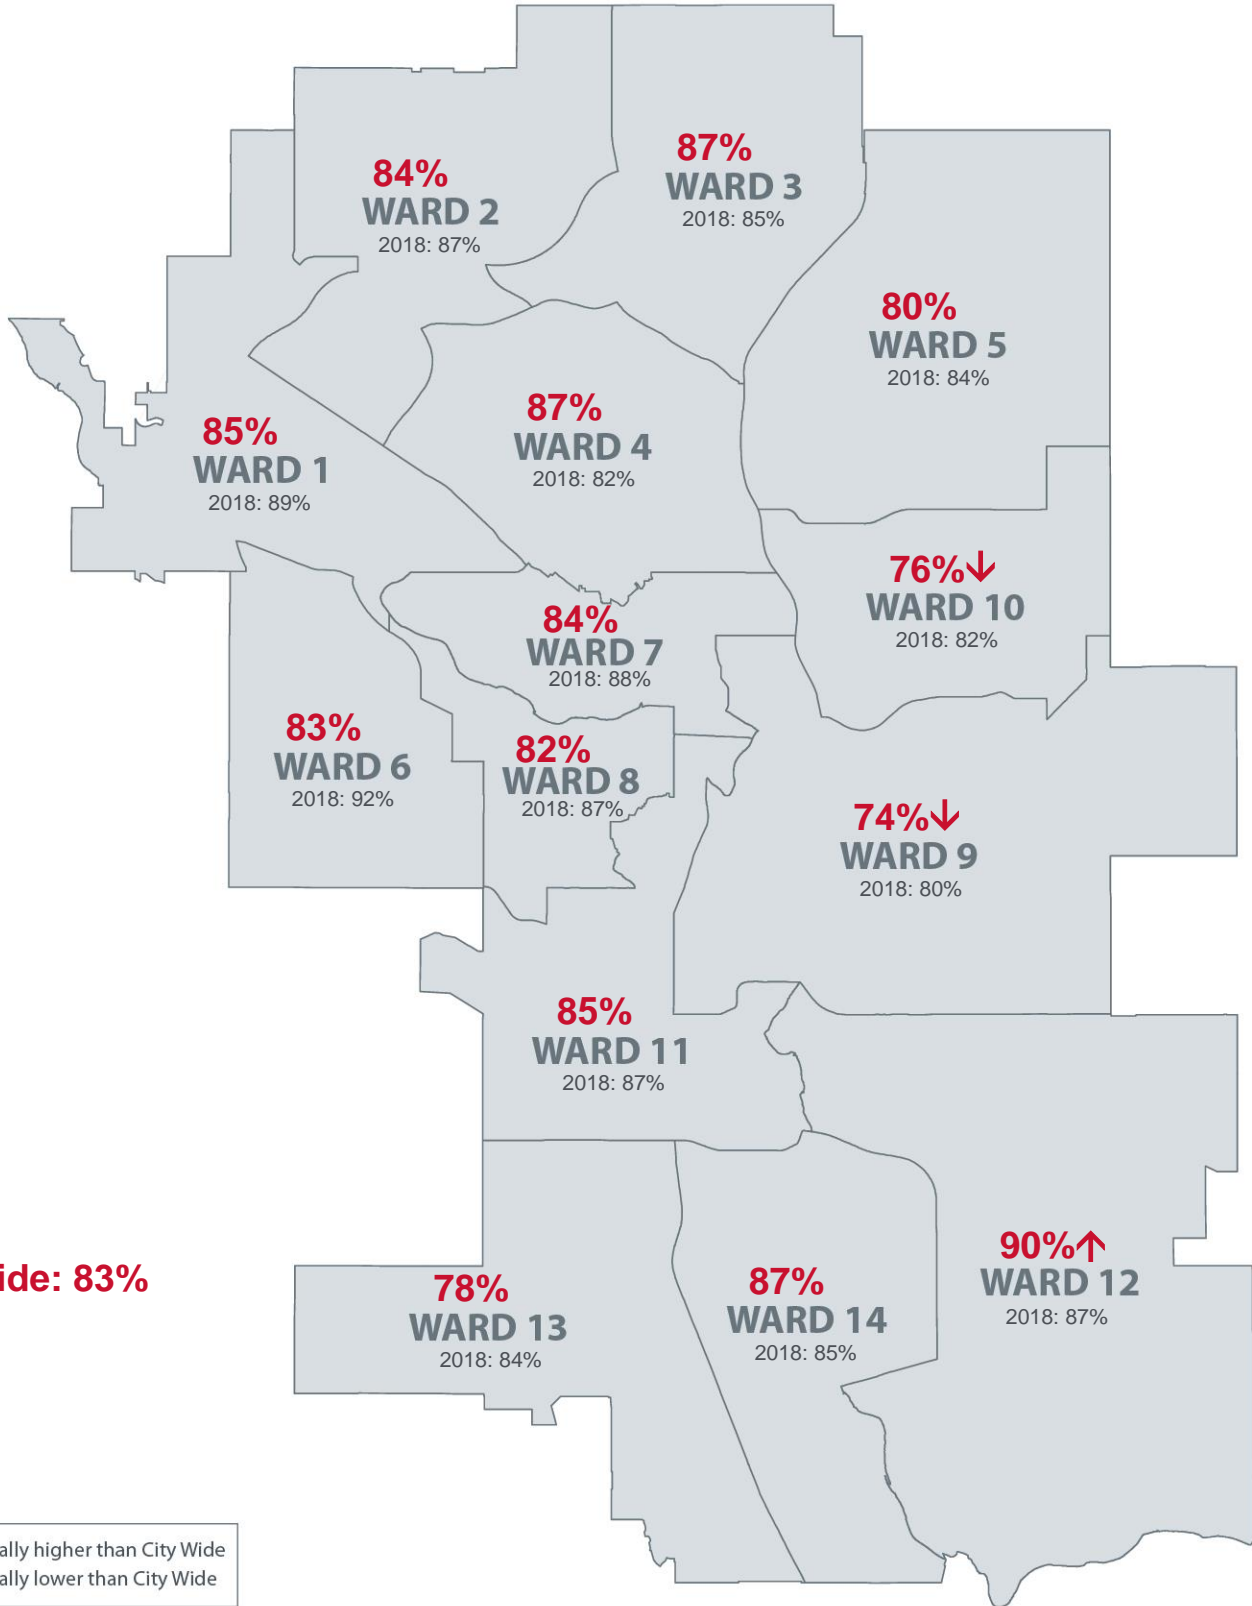 87%
WARD 3
2018: 85%
84%
WARD 2
2018: 87%
80%
WARD 5
2018: 84%
87%
WARD 4
2018: 82%
85%
WARD 1
2018: 89%
76%↓
WARD 10
2018: 82%
84%
WARD 7
2018: 88%
83%
WARD 6
2018: 92%
82%
WARD 8
2018: 87%
74%↓
WARD 9
2018: 80%
85%
WARD 11
2018: 87%
90%↑
WARD 12
2018: 87%
78%
WARD 13
2018: 84%
87%
WARD 14
2018: 85%
ide: 83%
ally higher than City Wide
ally lower than City Wide